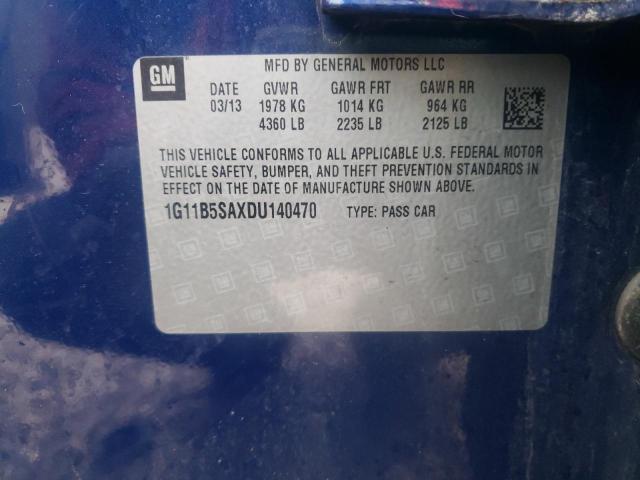 GM
MFD BY GENERAL MOTORS LLC
DATE GVWR GAWR FRT GAWR RR
03/13 1978 KG 1014 KG 964 KG
4360 LB 2235 LB 2125 LB
THIS VEHICLE CONFORMS TO ALL APPLICABLE U.S. FEDERAL MOTOR
VEHICLE SAFETY, BUMPER, AND THEFT PREVENTION STANDARDS IN
EFFECT ON THE DATE OF MANUFACTURE SHOWN ABOVE.
1G11B5SAXDU140470 TYPE: PASS CAR